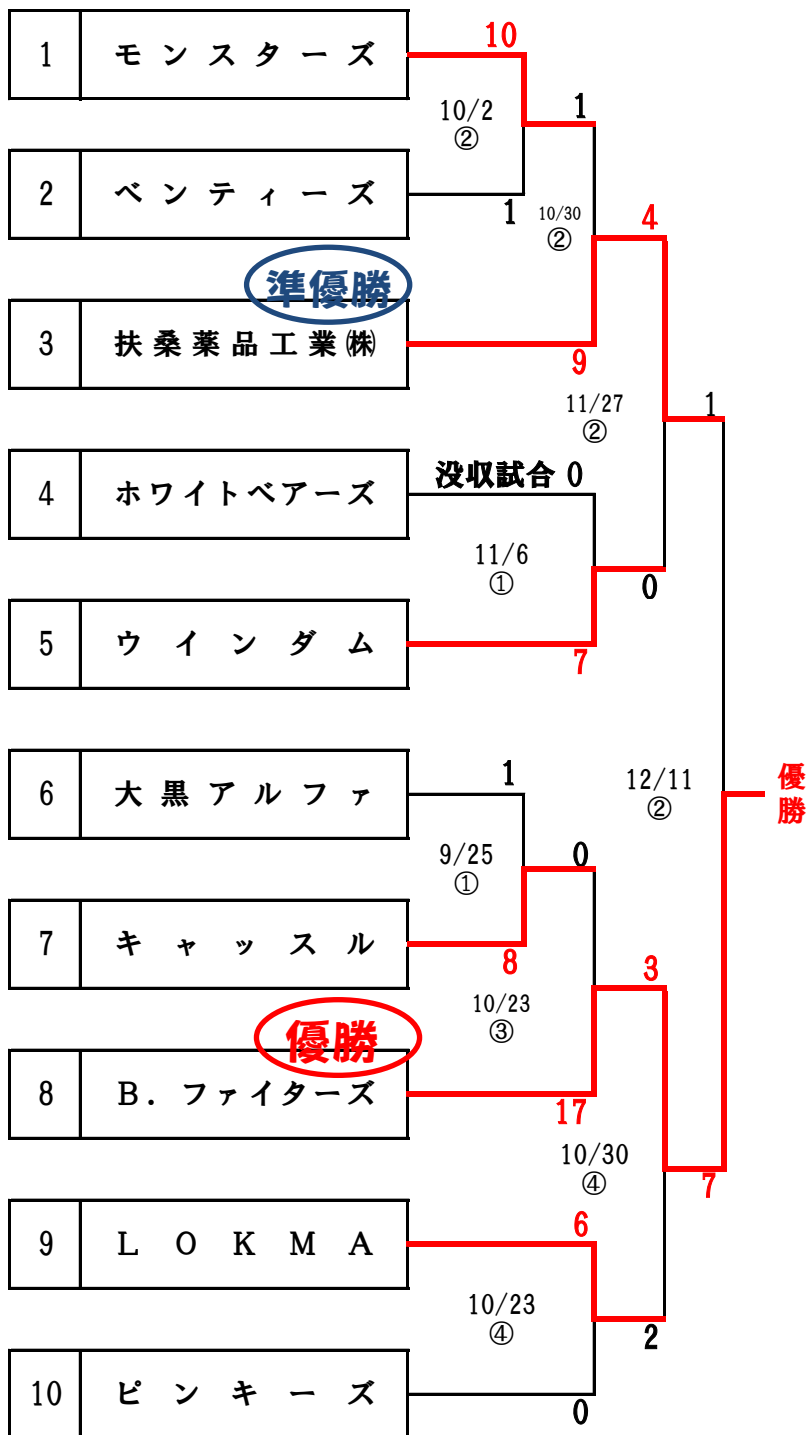 10
1 モンスターズ
10/2
②
1
2 ベンティーズ
1
10/30
②
4
準優勝
3 扶桑薬品工業㈱
9
11/27
②
1
没収試合 0
4 ホワイトベアーズ
11/6
①
0
5 ウインダム
7
1
6 大黒アルファ
12/11
②
優勝
9/25
①
0
7 キャッスル
8
3
10/23
③
優勝
8 B.ファイターズ
17
10/30
④
7
6
9 LOKMA
10/23
④
2
10 ピンキーズ
0